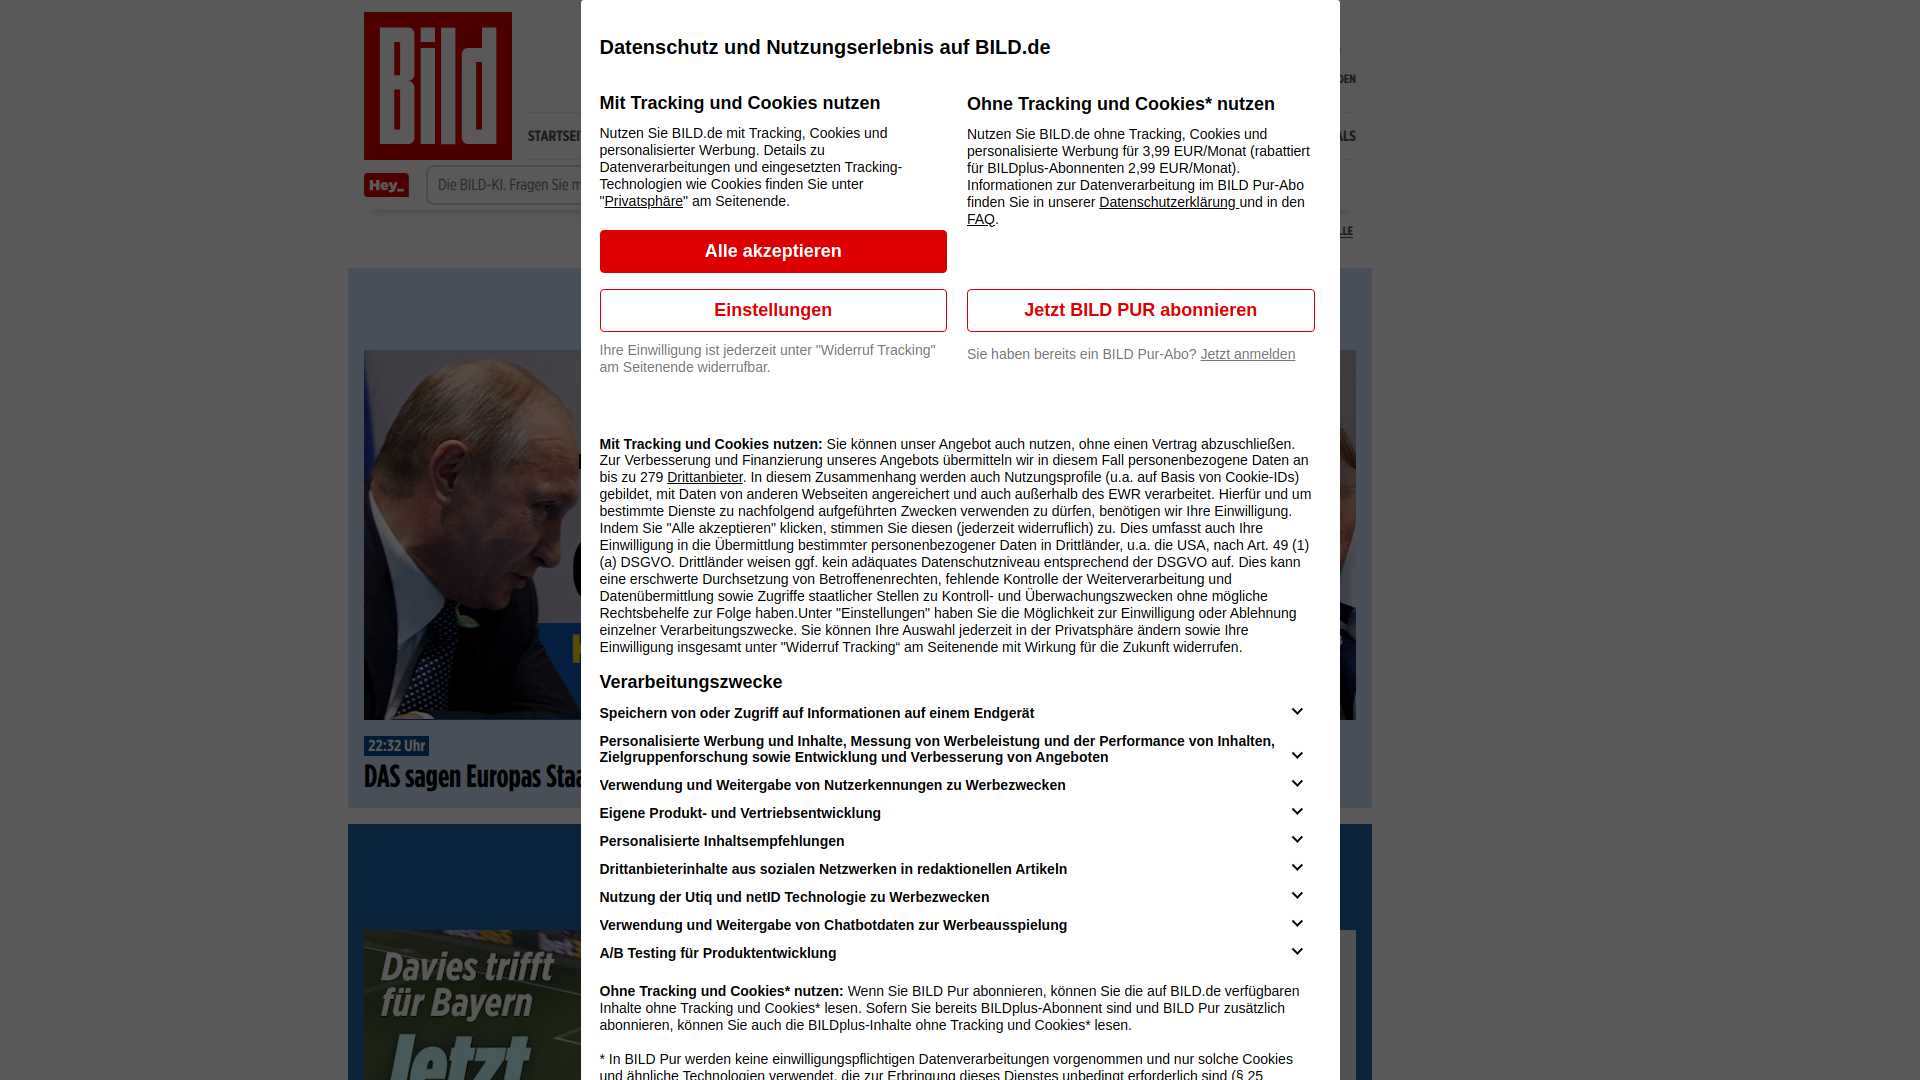 Bild
DEN
STARTSEI
ALS
Hey_
Die BILD-KI. Fragen Sie m
LLE
22:32 Uhr
DAS sagen Europas Staa
Davies trifft
für Bayern
Jetzt
Datenschutz und Nutzungserlebnis auf BILD.de
Mit Tracking und Cookies nutzen
Nutzen Sie BILD.de mit Tracking, Cookies und
personalisierter Werbung. Details zu
Datenverarbeitungen und eingesetzten Tracking-
Technologien wie Cookies finden Sie unter
"Privatsphäre" am Seitenende.
Alle akzeptieren
Einstellungen
Ihre Einwilligung ist jederzeit unter "Widerruf Tracking"
am Seitenende widerrufbar.
Ohne Tracking und Cookies* nutzen
Nutzen Sie BILD.de ohne Tracking, Cookies und
personalisierte Werbung für 3,99 EUR/Monat (rabattiert
für BILDplus-Abonnenten 2,99 EUR/Monat).
Informationen zur Datenverarbeitung im BILD Pur-Abo
finden Sie in unserer Datenschutzerklärung und in den
FAQ.
Jetzt BILD PUR abonnieren
Sie haben bereits ein BILD Pur-Abo? Jetzt anmelden
Mit Tracking und Cookies nutzen: Sie können unser Angebot auch nutzen, ohne einen Vertrag abzuschließen.
Zur Verbesserung und Finanzierung unseres Angebots übermitteln wir in diesem Fall personenbezogene Daten an
bis zu 279 Drittanbieter. In diesem Zusammenhang werden auch Nutzungsprofile (u.a. auf Basis von Cookie-IDs)
gebildet, mit Daten von anderen Webseiten angereichert und auch außerhalb des EWR verarbeitet. Hierfür und um
bestimmte Dienste zu nachfolgend aufgeführten Zwecken verwenden zu dürfen, benötigen wir Ihre Einwilligung.
Indem Sie "Alle akzeptieren" klicken, stimmen Sie diesen (jederzeit widerruflich) zu. Dies umfasst auch Ihre
Einwilligung in die Übermittlung bestimmter personenbezogener Daten in Drittländer, u.a. die USA, nach Art. 49 (1)
(a) DSGVO. Drittländer weisen ggf. kein adäquates Datenschutzniveau entsprechend der DSGVO auf. Dies kann
eine erschwerte Durchsetzung von Betroffenenrechten, fehlende Kontrolle der Weiterverarbeitung und
Datenübermittlung sowie Zugriffe staatlicher Stellen zu Kontroll- und Überwachungszwecken ohne mögliche
Rechtsbehelfe zur Folge haben.Unter "Einstellungen" haben Sie die Möglichkeit zur Einwilligung oder Ablehnung
einzelner Verarbeitungszwecke. Sie können Ihre Auswahl jederzeit in der Privatsphäre ändern sowie Ihre
Einwilligung insgesamt unter "Widerruf Tracking“ am Seitenende mit Wirkung für die Zukunft widerrufen.
Verarbeitungszwecke
Speichern von oder Zugriff auf Informationen auf einem Endgerät
Personalisierte Werbung und Inhalte, Messung von Werbeleistung und der Performance von Inhalten,
Zielgruppenforschung sowie Entwicklung und Verbesserung von Angeboten
Verwendung und Weitergabe von Nutzerkennungen zu Werbezwecken
Eigene Produkt- und Vertriebsentwicklung
Personalisierte Inhaltsempfehlungen
Drittanbieterinhalte aus sozialen Netzwerken in redaktionellen Artikeln
Nutzung der Utiq und netID Technologie zu Werbezwecken
Verwendung und Weitergabe von Chatbotdaten zur Werbeausspielung
A/B Testing für Produktentwicklung
Ohne Tracking und Cookies* nutzen: Wenn Sie BILD Pur abonnieren, können Sie die auf BILD.de verfügbaren
Inhalte ohne Tracking und Cookies* lesen. Sofern Sie bereits BILDplus-Abonnent sind und BILD Pur zusätzlich
abonnieren, können Sie auch die BILDplus-Inhalte ohne Tracking und Cookies* lesen.
* In BILD Pur werden keine einwilligungspflichtigen Datenverarbeitungen vorgenommen und nur solche Cookies
und ähnliche Technologien verwendet, die zur Erbringung dieses Dienstes unbedingt erforderlich sind (§ 25